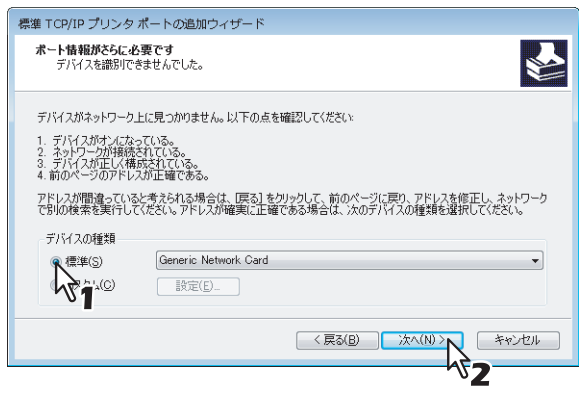 標準 TCP/IP プリンタ ポートの追加ウィザード
ポート情報がさらに必要です
デバイスを識別できませんでした。
デバイスがネットワーク上に見つかりません。以下の点を確認してください:
1. デバイスがオンになっている。
2. ネットワークが接続されている。
3. デバイスが正しく構成されている。
4. 前のページのアドレスが正確である。
アドレスが間違っていると考えられる場合は、[戻る] をクリックして、前のページに戻り、アドレスを修正し、ネットワーク
で別の検索を実行してください。アドレスが確実に正確である場合は、次のデバイスの種類を選択してください。
デバイスの種類
標準(S) Generic Network Card
(C) 設定(E)...
1
< 戻る(B) 次へ(N) > キャンセル
2